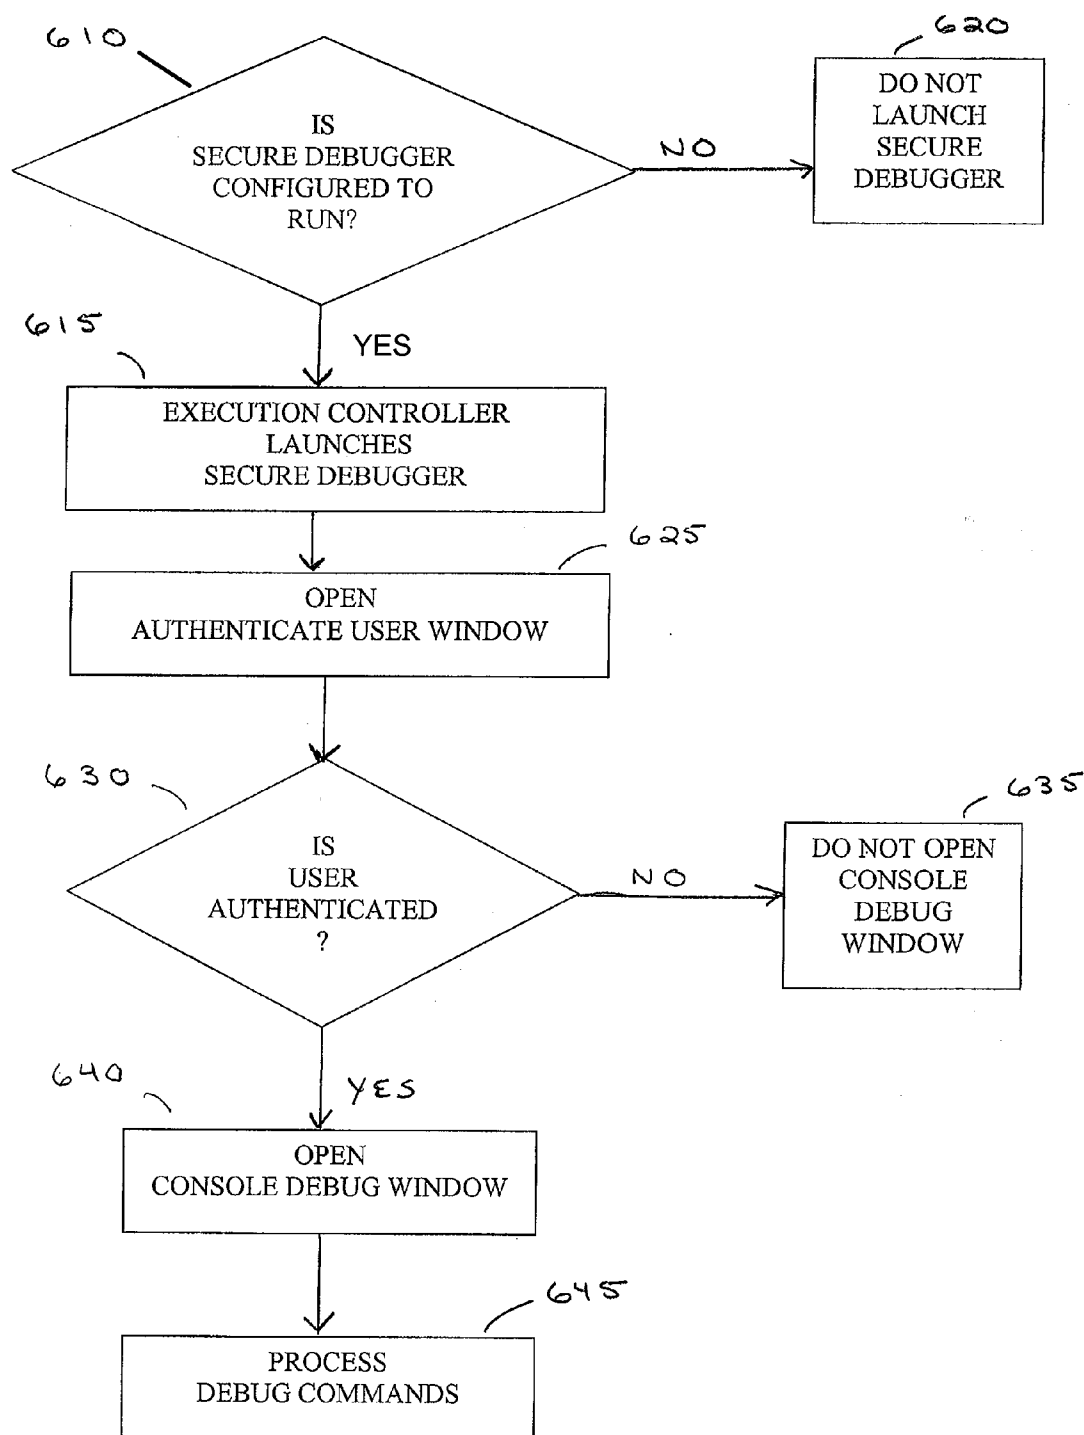 610
620
IS
SECURE DEBUGGER
CONFIGURED TO
RUN?
NO
DO NOT
LAUNCH
SECURE
DEBUGGER
615
YES
EXECUTION CONTROLLER
LAUNCHES
SECURE DEBUGGER
625
OPEN
AUTHENTICATE USER WINDOW
630
635
IS
USER
AUTHENTICATED
?
NO
DO NOT OPEN
CONSOLE
DEBUG
WINDOW
640
YES
OPEN
CONSOLE DEBUG WINDOW
645
PROCESS
DEBUG COMMANDS